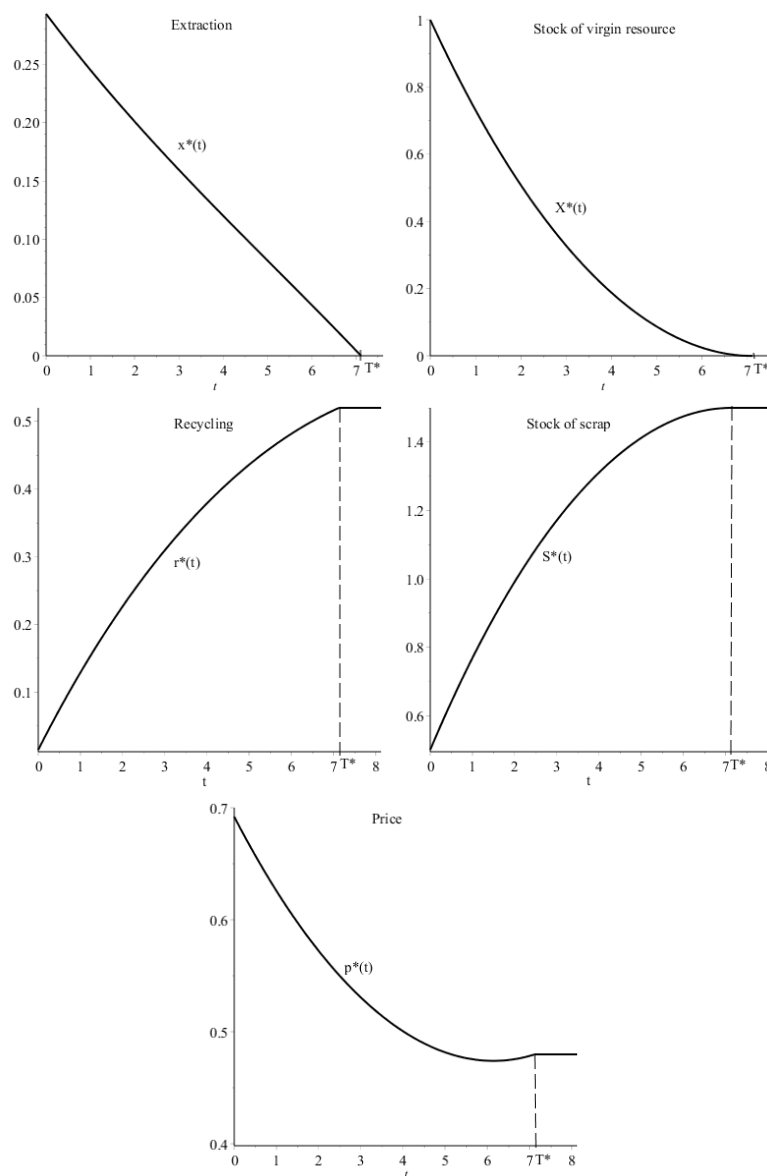 Extraction
0.25
0.20
x*(t)
0.15
0.10
0.05
0
0 1 2 3 4 5 6 7 T*
t
Stock of virgin resource
1
0.8
0.6
X*(t)
0.4
0.2
0
0 1 2 3 4 5 6 7 T*
t
Recycling
0.5
0.4
0.3
r*(t)
0.2
0.1
0 1 2 3 4 5 6 7 T* 8
t
Stock of scrap
1.4
1.2
S*(t)
1.0
0.8
0.6
0 1 2 3 4 5 6 7 T* 8
t
Price
0.7
0.6
p*(t)
0.5
0.4
0 1 2 3 4 5 6 7 T* 8
t